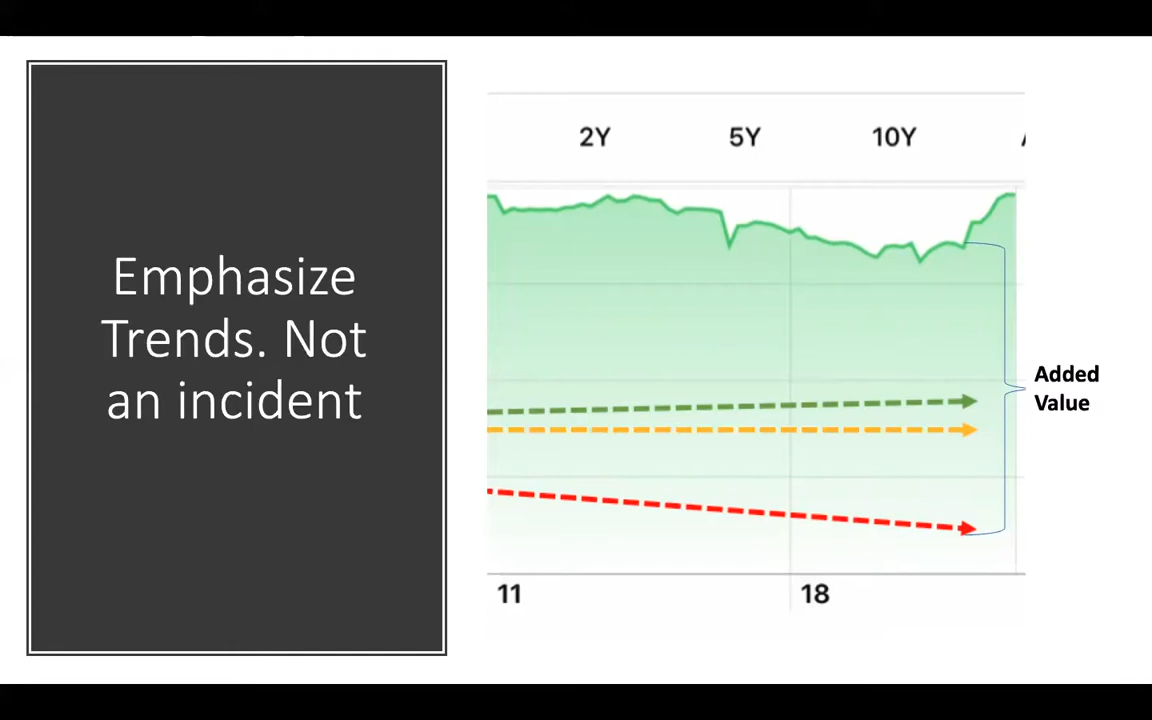 Emphasize
Trends. Not
an incident
2Y 5Y 10Y
Added
Value
11 18